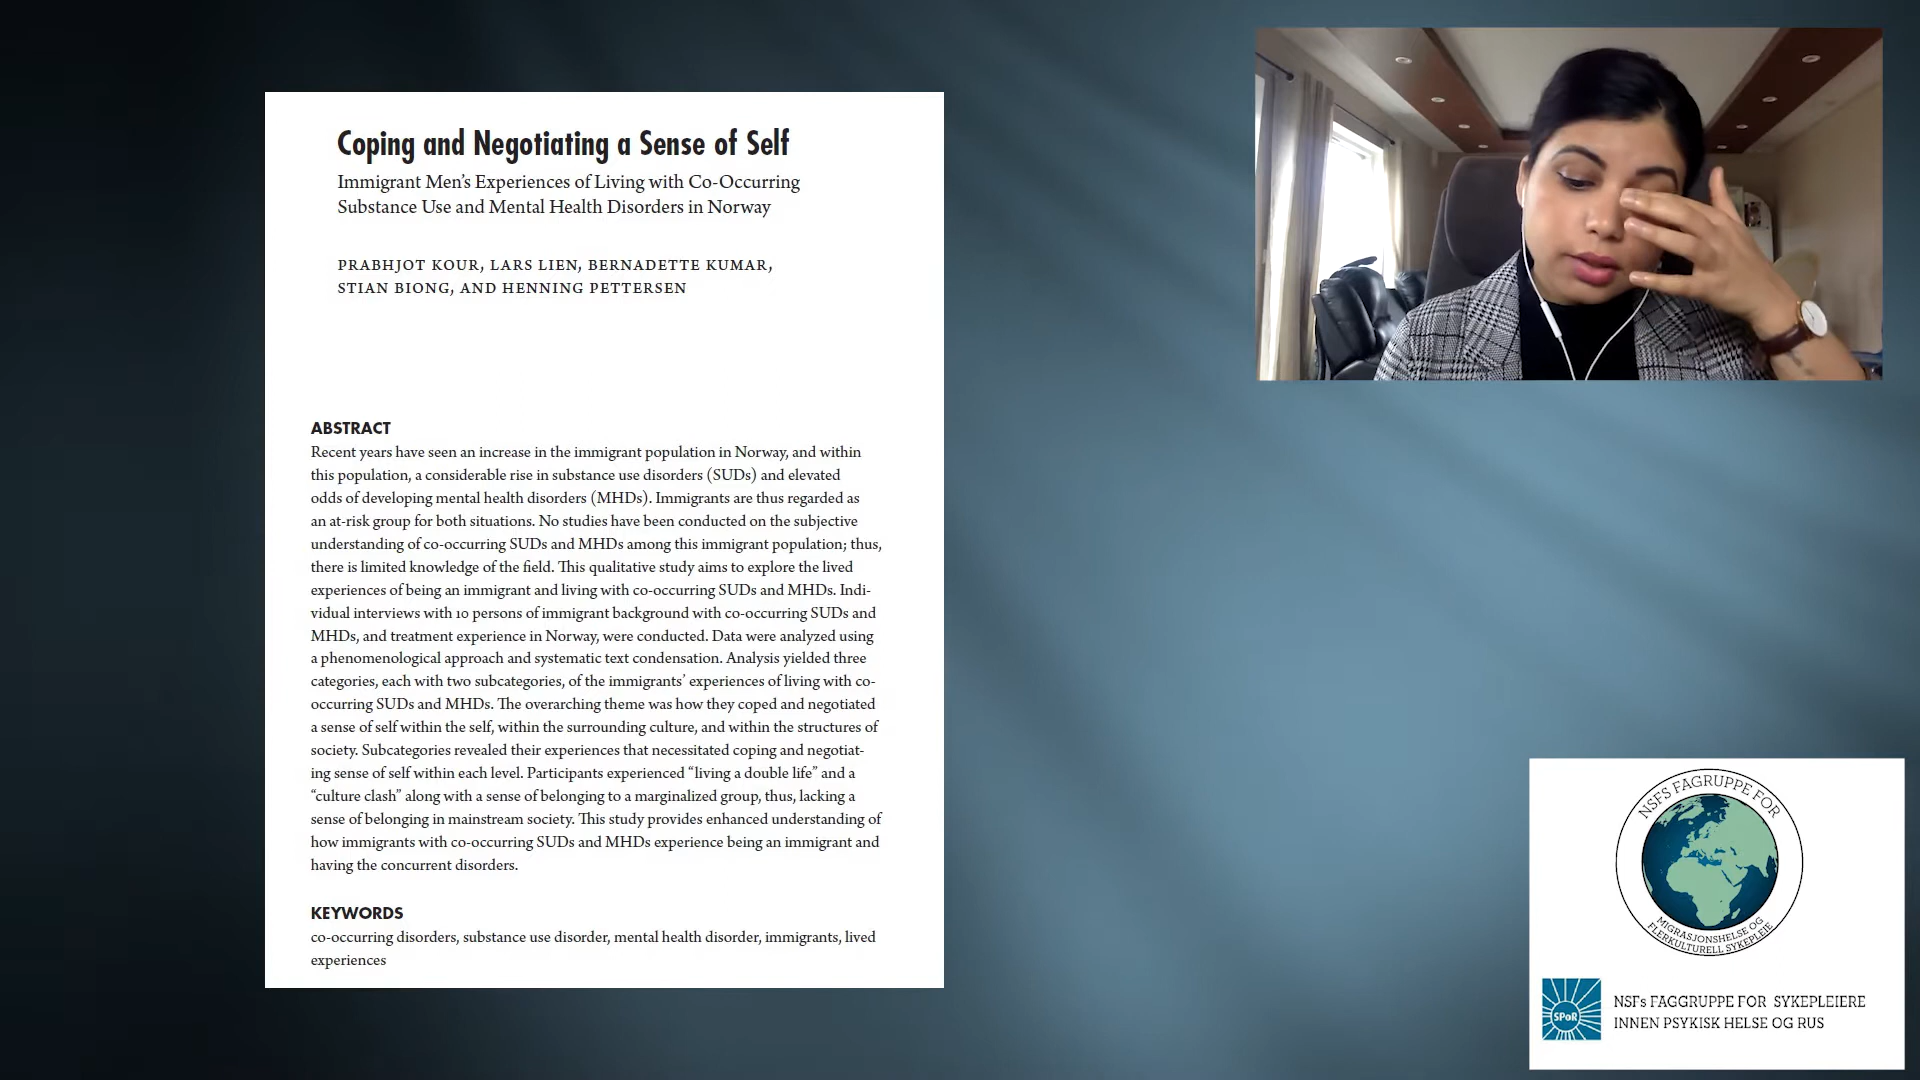 Coping and Negotiating a Sense of Self
Immigrant Men’s Experiences of Living with Co-Occurring
Substance Use and Mental Health Disorders in Norway
PRABHJOT KOUR, LARS LIEN, BERNADETTE KUMAR,
STIAN BIONG, AND HENNING PETTERSEN
ABSTRACT
Recent years have seen an increase in the immigrant population in Norway, and within
this population, a considerable rise in substance use disorders (SUDs) and elevated
odds of developing mental health disorders (MHDs). Immigrants are thus regarded as
an at-risk group for both situations. No studies have been conducted on the subjective
understanding of co-occurring SUDs and MHDs among this immigrant population; thus,
there is limited knowledge of the field. This qualitative study aims to explore the lived
experiences of being an immigrant and living with co-occurring SUDs and MHDs. Indi-
vidual interviews with 10 persons of immigrant background with co-occurring SUDs and
MHDs, and treatment experience in Norway, were conducted. Data were analyzed using
a phenomenological approach and systematic text condensation. Analysis yielded three
categories, each with two subcategories, of the immigrants’ experiences of living with co-
occurring SUDs and MHDs. The overarching theme was how they coped and negotiated
a sense of self within the self, within the surrounding culture, and within the structures of
society. Subcategories revealed their experiences that necessitated coping and negotiat-
ing sense of self within each level. Participants experienced “living a double life” and a
“culture clash” along with a sense of belonging to a marginalized group, thus, lacking a
sense of belonging in mainstream society. This study provides enhanced understanding of
how immigrants with co-occurring SUDs and MHDs experience being an immigrant and
having the concurrent disorders.
KEYWORDS
co-occurring disorders, substance use disorder, mental health disorder, immigrants, lived
experiences
NSFS FAGRUPPE FOR
MIGRASJONSHELSE OG
FLERKULTURELL SYKEPLEIE
SPoR
NSFs FAGGRUPPE FOR SYKEPLEIERE
INNEN PSYKISK HELSE OG RUS